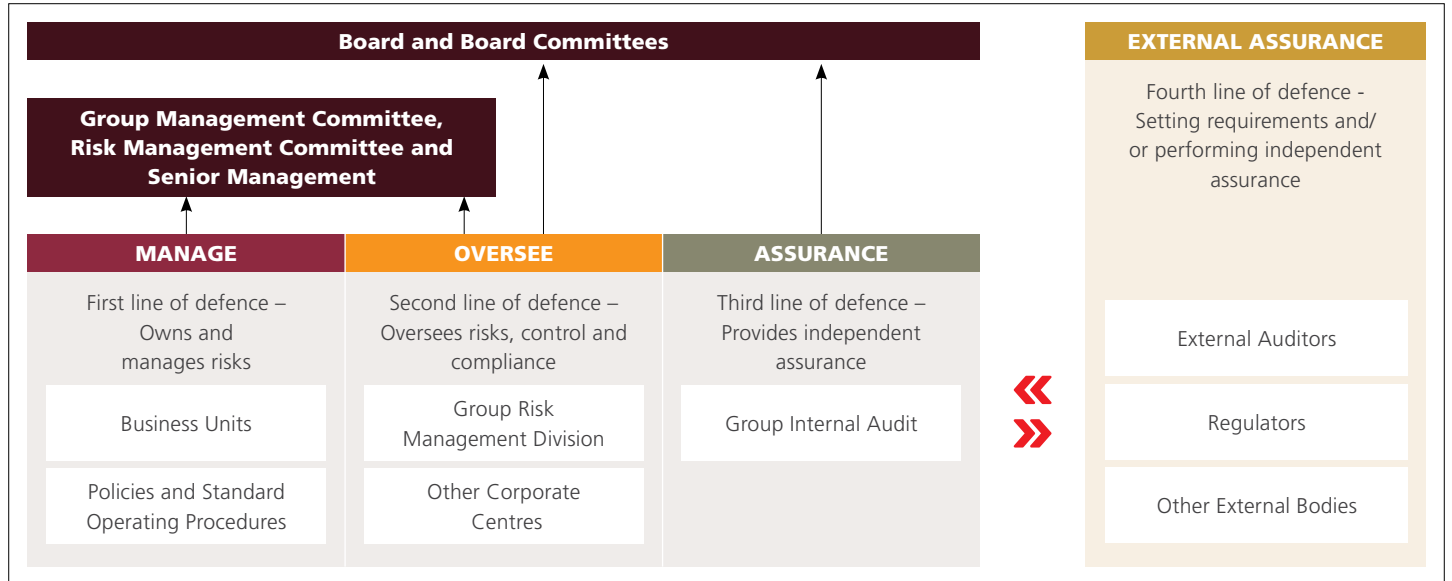 Board and Board Committees
Group Management Committee,
Risk Management Committee and
Senior Management
MANAGE
First line of defence –
Owns and
manages risks
Business Units
Policies and Standard
Operating Procedures
OVERSEE
Second line of defence –
Oversees risks, control and
compliance
Group Risk
Management Division
Other Corporate
Centres
ASSURANCE
Third line of defence –
Provides independent
assurance
Group Internal Audit
EXTERNAL ASSURANCE
Fourth line of defence -
Setting requirements and/
or performing independent
assurance
External Auditors
Regulators
Other External Bodies